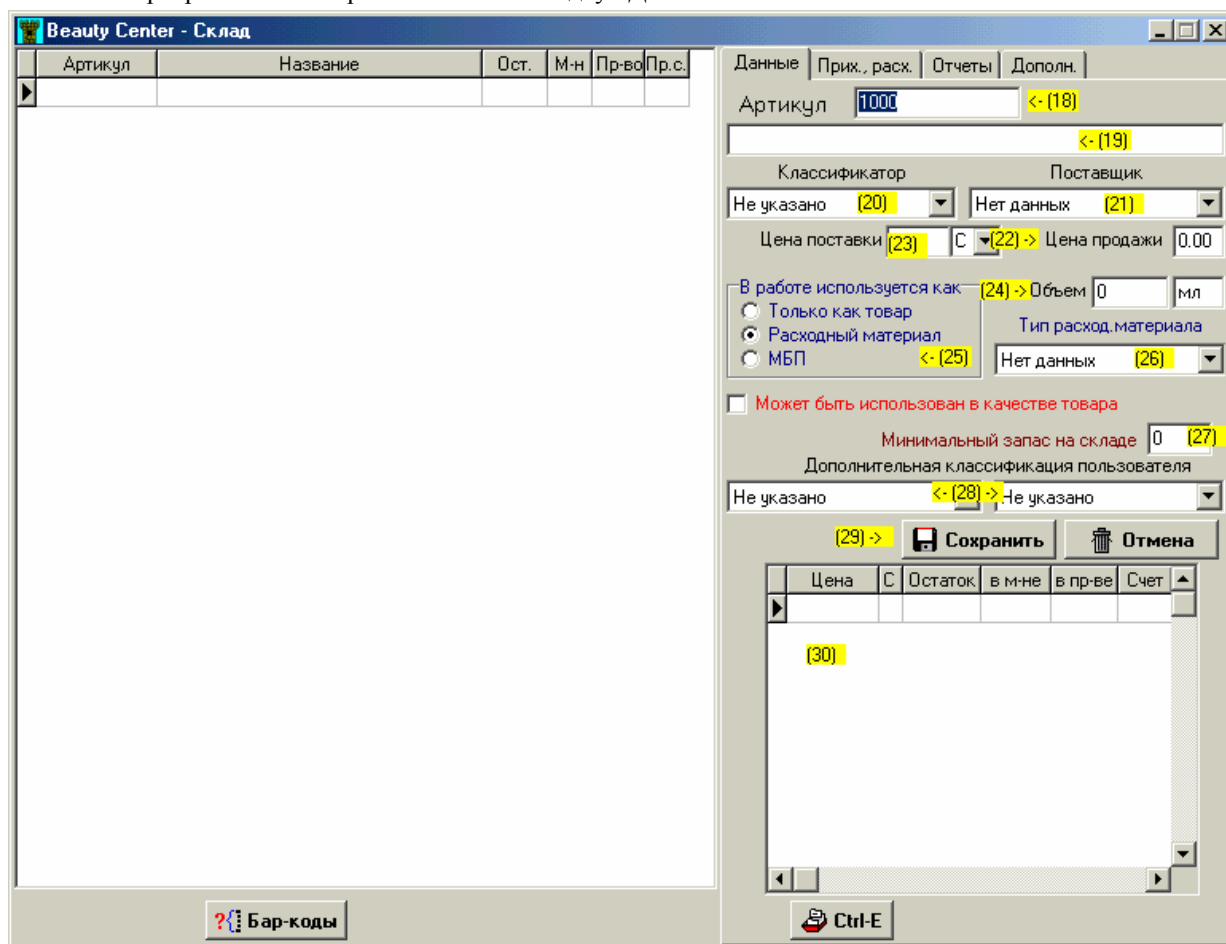 Beauty Center - Склад
Артикул Название Ост. М-н Пр-во Пр.с.
Данные Прих., расх. Отчеты Дополн.
Артикул 1000 <- (18)
<- (19)
Классификатор Поставщик
Не указано (20) Нет данных (21)
Цена поставки (23) С (22) -> Цена продажи 0.00
В работе используется как (24) -> Объем 0 мл
Только как товар
Тип расход.материала
Расходный материал
МБП <- (25) Нет данных (26)
Может быть использован в качестве товара
Минимальный запас на складе 0 (27)
Дополнительная классификация пользователя
Не указано <- (28) -> Не указано
(29) -> Сохранить Отмена
Цена С Остаток в м-не в пр-ве Счет
(30)
?{ Бар-коды Ctrl-E